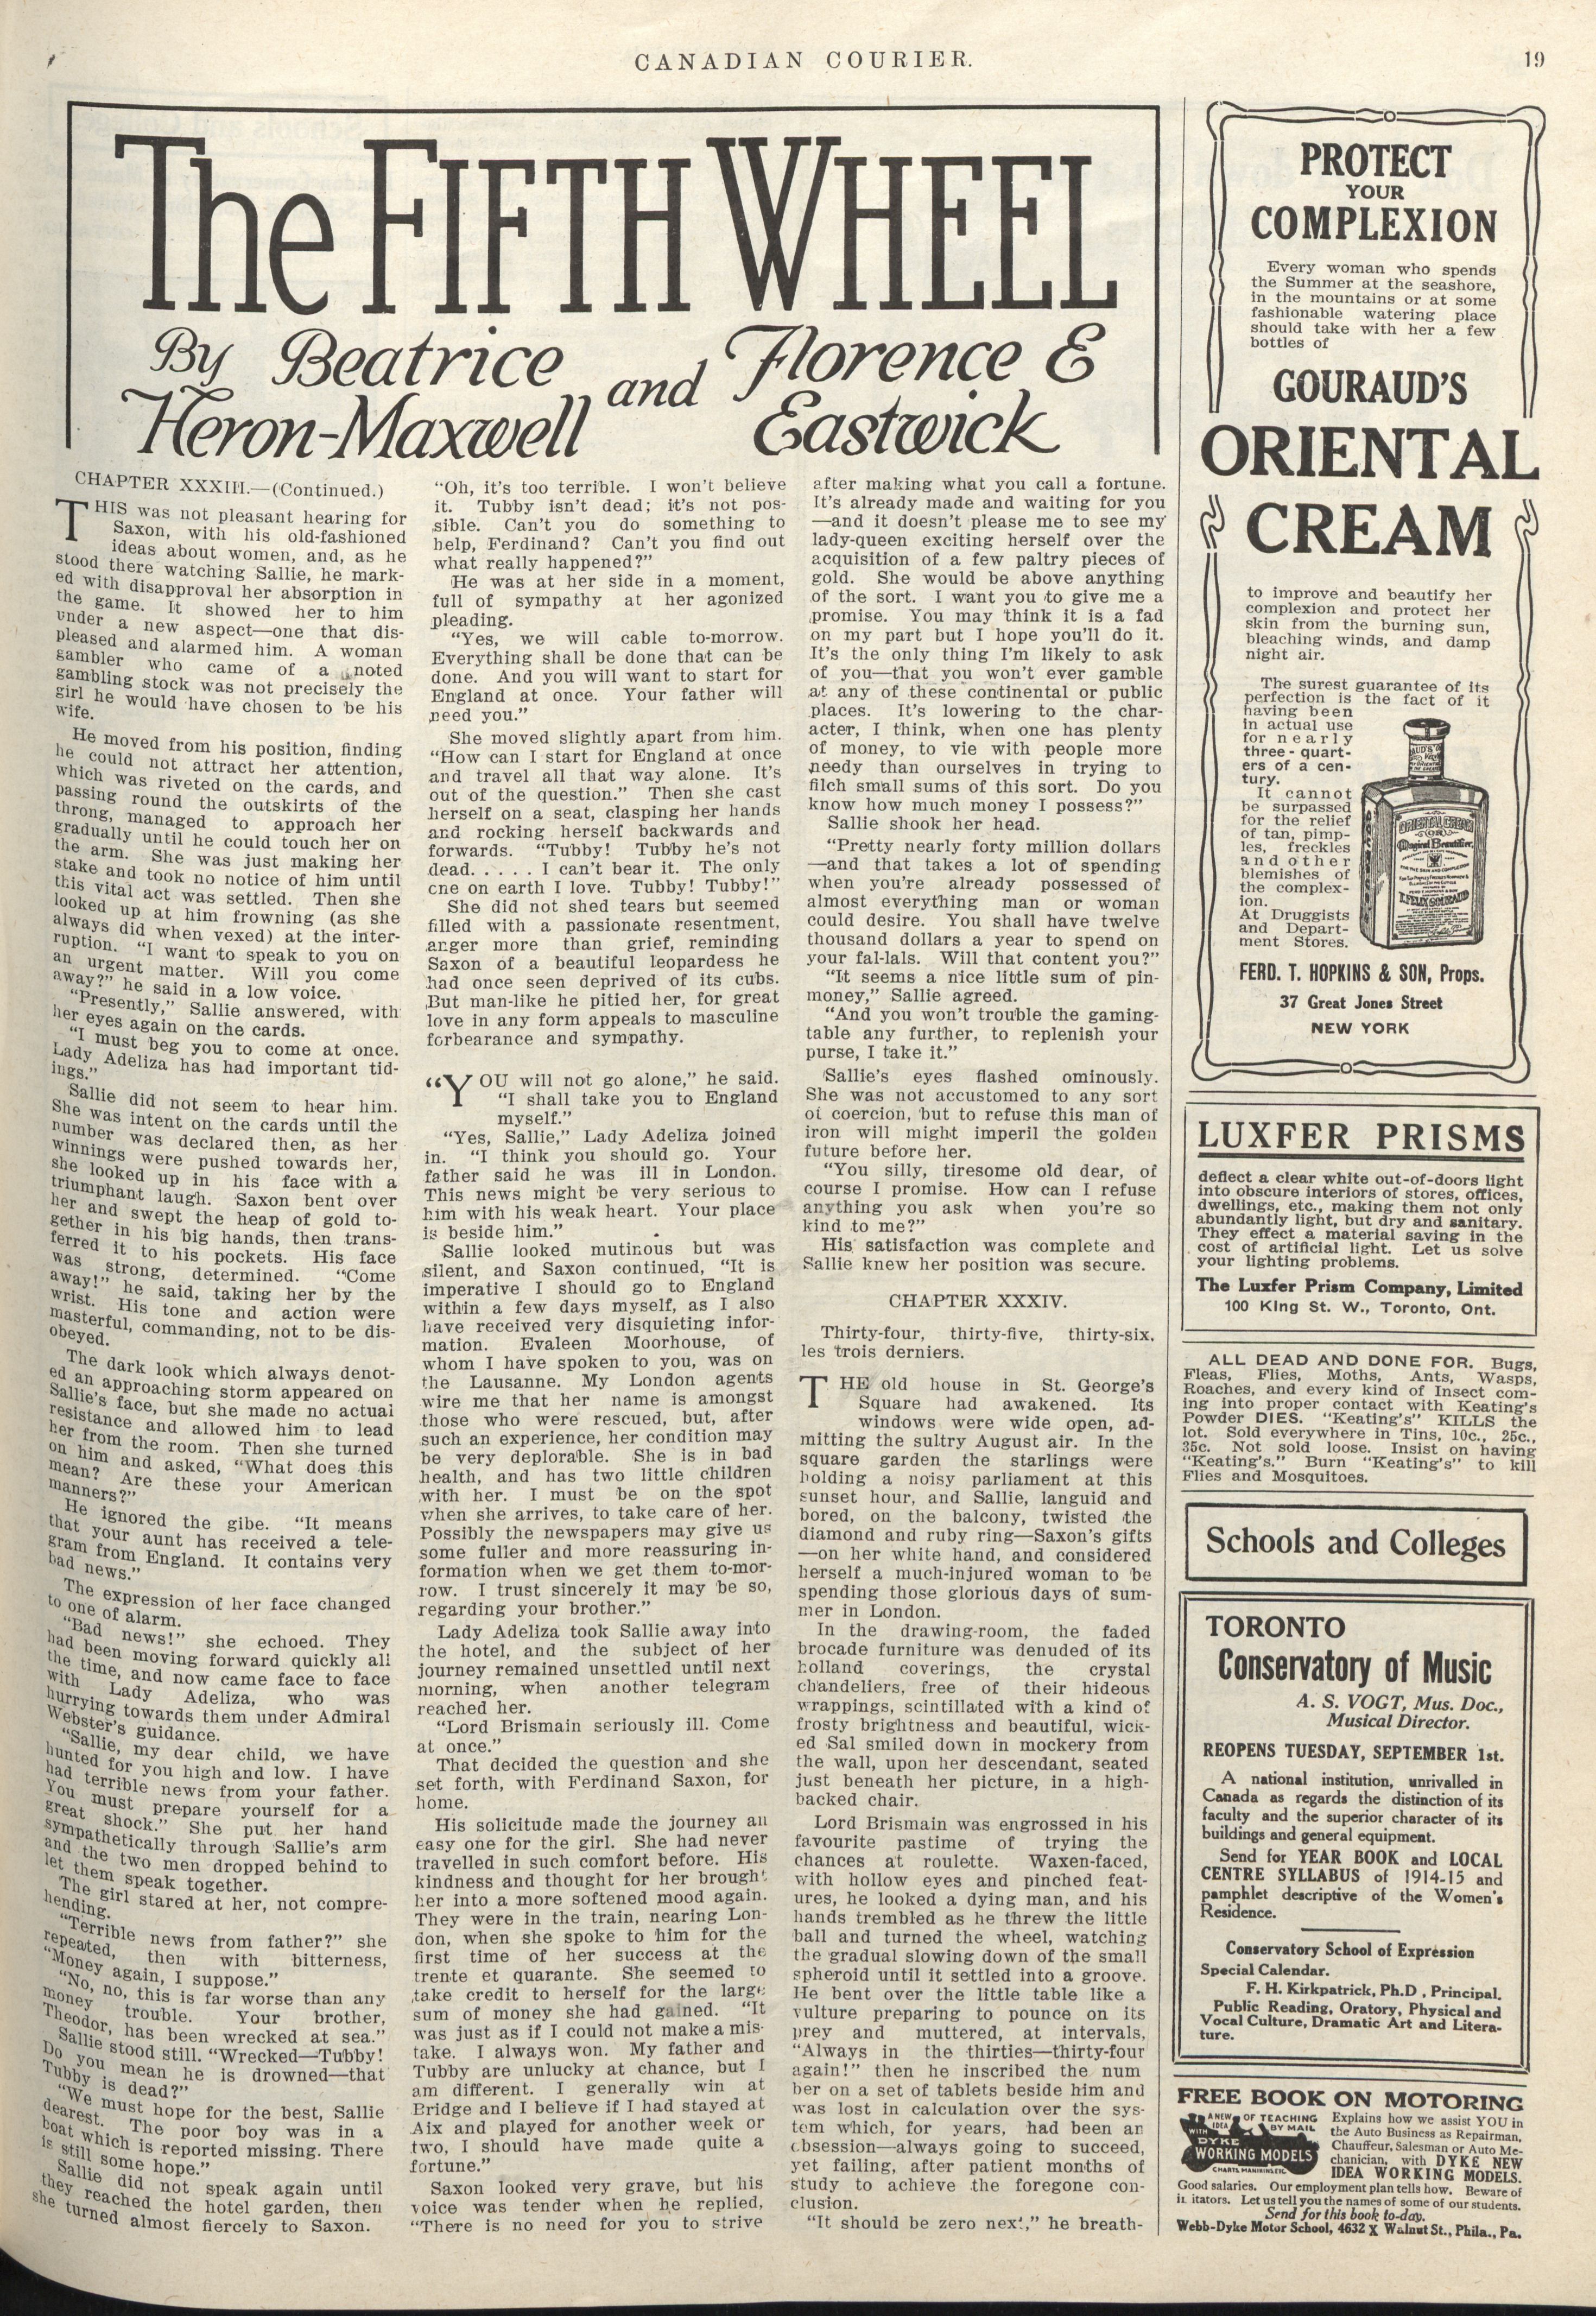 CANADIAN COURIER.
19
The FIFTH WHEEL
By Beatrice Heron-Maxwell and Florence E Eastwick
CHAPTER XXXIII.—(Continued.)
THIS was not pleasant hearing for
Saxon, with his old-fashioned
ideas about women, and, as he
stood there watching Sallie, he mark-
ed with disapproval her absorption in
the game. It showed her to him
under a new aspect—one that dis-
pleased and alarmed him. A woman
gambler who came of a noted
gambling stock was not precisely the
girl he would have chosen to be his
wife.
He moved from his position, finding
he could not attract her attention,
which was riveted on the cards, and
passing round the outskirts of the
throng, managed to approach her
gradually until he could touch her on
the arm. She was just making her
stake and took no notice of him until
this vital act was settled. Then she
looked up at him frowning (as she
always did when vexed) at the inter-
ruption. "I want to speak to you on
an urgent matter. Will you come
away?" he said in a low voice.
"Presently," Sallie answered, with
her eyes again on the cards.
"I must beg you to come at once.
Lady Adeliza has had important tid-
ings."
Sallie did not seem to hear him.
She was intent on the cards until the
number was declared then, as her
winnings were pushed towards her,
she looked up in his face with a
triumphant laugh. Saxon bent over
her and swept the heap of gold to-
gether in his big hands, then trans-
ferred it to his pockets. His face
was strong, determined. "Come
away!" he said, taking her by the
wrist. His tone and action were
masterful, commanding, not to be dis-
obeyed.
The dark look which always denot-
ed an approaching storm appeared on
Sallie's face, but she made no actual
resistance and allowed him to lead
her from the room. Then she turned
on him and asked, "What does this
mean? Are these your American
manners?"
He ignored the gibe. "It means
that your aunt has received a tele-
gram from England. It contains very
bad news."
The expression of her face changed
to one of alarm.
"Bad news!" she echoed. They
had been moving forward quickly all
the time, and now came face to face
with Lady Adeliza, who was
hurrying towards them under Admiral
Webster's guidance.
"Sallie, my dear child, we have
hunted for you high and low. I have
had terrible news from your father.
You must prepare yourself for a
great shock." She put her hand
sympathetically through Sallie's arm
and the two men dropped behind to
let them speak together.
The girl stared at her, not compre-
hending.
"Terrible news from father?" she
repeated, then with bitterness,
"Money again, I suppose."
"No, no, this is far worse than any
money trouble. Your brother,
Theodor, has been wrecked at sea."
Sallie stood still. "Wrecked—Tubby!
Do you mean he is drowned—that
Tubby is dead?"
"We must hope for the best, Sallie
dearest. The poor boy was in a
boat which is reported missing. There
is still some hope."
Sallie did not speak again until
they reached the hotel garden, then
she turned almost fiercely to Saxon.
"Oh, it's too terrible. I won't believe
it. Tubby isn't dead; it's not pos-
sible. Can't you do something to
help, Ferdinand? Can't you find out
what really happened?"
He was at her side in a moment,
full of sympathy at her agonized
pleading.
"Yes, we will cable to-morrow.
Everything shall be done that can be
done. And you will want to start for
England at once. Your father will
need you."
She moved slightly apart from him.
"How can I start for England at once
and travel all that way alone. It's
out of the question." Then she cast
herself on a seat, clasping her hands
and rocking herself backwards and
forwards. "Tubby! Tubby he's not
dead. . . . . I can't bear it. The only
one on earth I love. Tubby! Tubby!"
She did not shed tears but seemed
filled with a passionate resentment,
anger more than grief, reminding
Saxon of a beautiful leopardess he
had once seen deprived of its cubs.
But man-like he pitied her, for great
love in any form appeals to masculine
forbearance and sympathy.
"YOU will not go alone," he said.
"I shall take you to England
myself."
"Yes, Sallie," Lady Adeliza joined
in. "I think you should go. Your
father said he was ill in London.
This news might be very serious to
him with his weak heart. Your place
is beside him."
Sallie looked mutinous but was
silent, and Saxon continued, "It is
imperative I should go to England
within a few days myself, as I also
have received very disquieting infor-
mation. Evaleen Moorhouse, of
whom I have spoken to you, was on
the Lausanne. My London agents
wire me that her name is amongst
those who were rescued, but, after
such an experience, her condition may
be very deplorable. She is in bad
health, and has two little children
with her. I must be on the spot
when she arrives, to take care of her.
Possibly the newspapers may give us
some fuller and more reassuring in-
formation when we get them to-mor-
row. I trust sincerely it may be so,
regarding your brother."
Lady Adeliza took Sallie away into
the hotel, and the subject of her
journey remained unsettled until next
morning, when another telegram
reached her.
"Lord Brismain seriously ill. Come
at once."
That decided the question and she
set forth, with Ferdinand Saxon, for
home.
His solicitude made the journey an
easy one for the girl. She had never
travelled in such comfort before. His
kindness and thought for her brought
her into a more softened mood again.
They were in the train, nearing Lon-
don, when she spoke to him for the
first time of her success at the
trente et quarante. She seemed to
take credit to herself for the large
sum of money she had gained. "It
was just as if I could not make a mis-
take. I always won. My father and
Tubby are unlucky at chance, but I
am different. I generally win at
Bridge and I believe if I had stayed at
Aix and played for another week or
two, I should have made quite a
fortune."
Saxon looked very grave, but his
voice was tender when he replied,
"There is no need for you to strive
after making what you call a fortune.
It's already made and waiting for you
—and it doesn't please me to see my
lady-queen exciting herself over the
acquisition of a few paltry pieces of
gold. She would be above anything
of the sort. I want you to give me a
promise. You may think it is a fad
on my part but I hope you'll do it.
It's the only thing I'm likely to ask
of you—that you won't ever gamble
at any of these continental or public
places. It's lowering to the char-
acter, I think, when one has plenty
of money, to vie with people more
needy than ourselves in trying to
filch small sums of this sort. Do you
know how much money I possess?"
Sallie shook her head.
"Pretty nearly forty million dollars
—and that takes a lot of spending
when you're already possessed of
almost everything man or woman
could desire. You shall have twelve
thousand dollars a year to spend on
your fal-lals. Will that content you?"
"It seems a nice little sum of pin-
money," Sallie agreed.
"And you won't trouble the gaming-
table any further, to replenish your
purse, I take it."
Sallie's eyes flashed ominously.
She was not accustomed to any sort
of coercion, but to refuse this man of
iron will might imperil the golden
future before her.
"You silly, tiresome old dear, of
course I promise. How can I refuse
anything you ask when you're so
kind to me?"
His satisfaction was complete and
Sallie knew her position was secure.
CHAPTER XXXIV.
Thirty-four, thirty-five, thirty-six,
les trois derniers.
THE old house in St. George's
Square had awakened. Its
windows were wide open, ad-
mitting the sultry August air. In the
square garden the starlings were
holding a noisy parliament at this
sunset hour, and Sallie, languid and
bored, on the balcony, twisted the
diamond and ruby ring—Saxon's gifts
—on her white hand, and considered
herself a much-injured woman to be
spending those glorious days of sum-
mer in London.
In the drawing-room, the faded
brocade furniture was denuded of its
holland coverings, the crystal
chandeliers, free of their hideous
wrappings, scintillated with a kind of
frosty brightness and beautiful, wick-
ed Sal smiled down in mockery from
the wall, upon her descendant, seated
just beneath her picture, in a high-
backed chair.
Lord Brismain was engrossed in his
favourite pastime of trying the
chances at roulette. Waxen-faced,
with hollow eyes and pinched feat-
ures, he looked a dying man, and his
hands trembled as he threw the little
ball and turned the wheel, watching
the gradual slowing down of the small
spheroid until it settled into a groove.
He bent over the little table like a
vulture preparing to pounce on its
prey and muttered, at intervals,
"Always in the thirties—thirty-four
again!" then he inscribed the num
ber on a set of tablets beside him and
was lost in calculation over the sys-
tem which, for years, had been an
obsession—always going to succeed,
yet failing, after patient months of
study to achieve the foregone con-
clusion.
"It should be zero next," he breath-
PROTECT
YOUR
COMPLEXION
Every woman who spends
the Summer at the seashore,
in the mountains or at some
fashionable watering place
should take with her a few
bottles of
GOURAUD'S
ORIENTAL
CREAM
to improve and beautify her
complexion and protect her
skin from the burning sun,
bleaching winds, and damp
night air.
The surest guarantee of its
perfection is the fact of it
having been
in actual use
for nearly
three-quart-
ers of a cen-
tury.
It cannot
be surpassed
for the relief
of tan, pimp-
les, freckles
and other
blemishes of
the complex-
ion.
At Druggists
and Depart-
ment Stores.
ORIENTAL CREAM
OR
Magical Beautifier
FERD. T. HOPKINS & SON, Props.
37 Great Jones Street
NEW YORK
LUXFER PRISMS
deflect a clear white out-of-doors light
into obscure interiors of stores, offices,
dwellings, etc., making them not only
abundantly light, but dry and sanitary.
They effect a material saving in the
cost of artificial light. Let us solve
your lighting problems.
The Luxfer Prism Company, Limited
100 King St. W., Toronto, Ont.
ALL DEAD AND DONE FOR. Bugs,
Fleas, Flies, Moths, Ants, Wasps,
Roaches, and every kind of Insect com-
ing into proper contact with Keating's
Powder DIES. "Keating's" KILLS the
lot. Sold everywhere in Tins, 10c., 25c.,
35c. Not sold loose. Insist on having
"Keating's." Burn "Keating's" to kill
Flies and Mosquitoes.
Schools and Colleges
TORONTO
Conservatory of Music
A. S. VOGT, Mus. Doc.,
Musical Director.
REOPENS TUESDAY, SEPTEMBER 1st.
A national institution, unrivalled in
Canada as regards the distinction of its
faculty and the superior character of its
buildings and general equipment.
Send for YEAR BOOK and LOCAL
CENTRE SYLLABUS of 1914-15 and
pamphlet descriptive of the Women's
Residence.
Conservatory School of Expression
Special Calendar.
F. H. Kirkpatrick, Ph.D., Principal.
Public Reading, Oratory, Physical and
Vocal Culture, Dramatic Art and Litera-
ture.
FREE BOOK ON MOTORING
A NEW IDEA OF TEACHING BY MAIL
WITH DYKE
WORKING MODELS
Explains how we assist YOU in
the Auto Business as Repairman,
Chauffeur, Salesman or Auto Me-
chanician, with DYKE NEW
IDEA WORKING MODELS.
Good salaries. Our employment plan tells how. Beware of
imitators. Let us tell you the names of some of our students.
Send for this book to-day.
Webb-Dyke Motor School, 4632 X Walnut St., Phila., Pa.